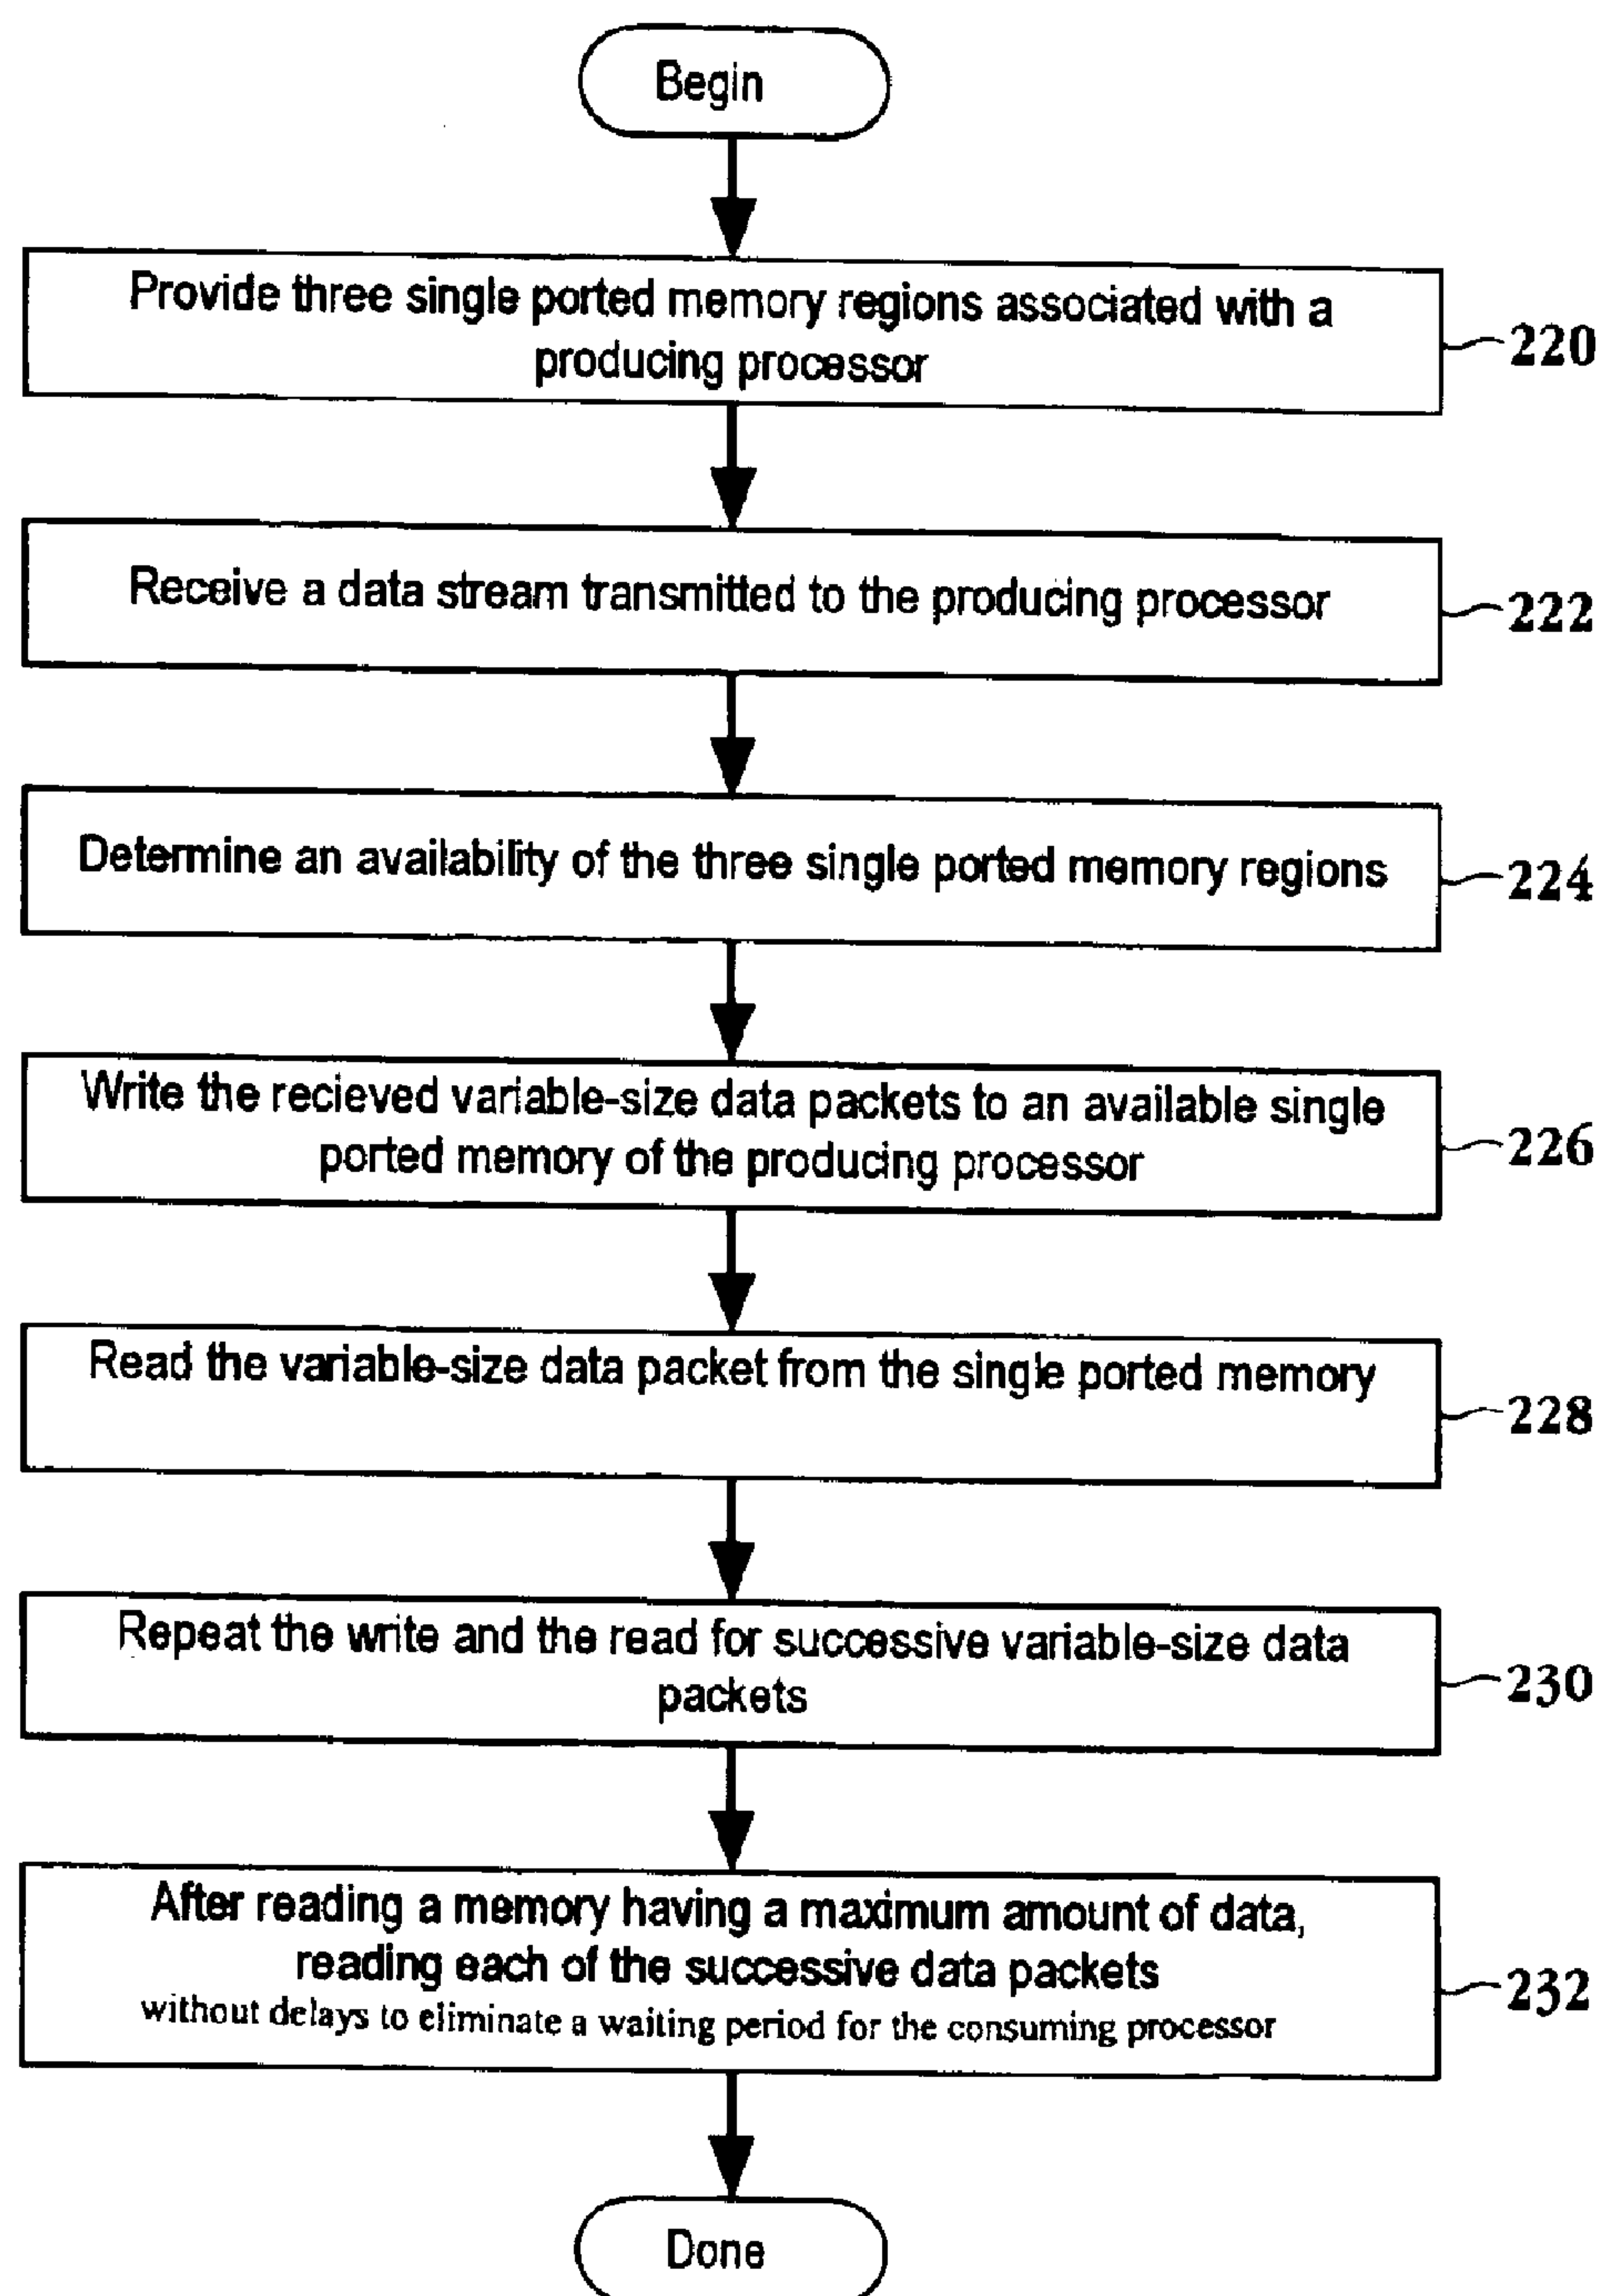 Begin
Provide three single ported memory regions associated with a
producing processor
220
Receive a data stream transmitted to the producing processor
222
Determine an availability of the three single ported memory regions
224
Write the recieved variable-size data packets to an available single
ported memory of the producing processor
226
Read the variable-size data packet from the single ported memory
228
Repeat the write and the read for successive variable-size data
packets
230
After reading a memory having a maximum amount of data,
reading each of the successive data packets
without delays to eliminate a waiting period for the consuming processor
232
Done